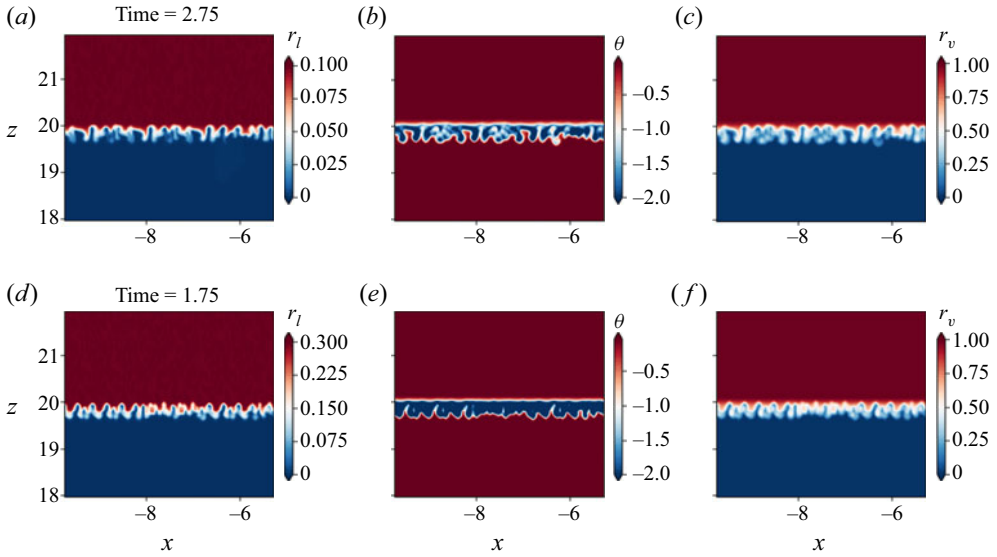 (a) Time = 2.75 (b) (c)
r_l θ r_v
21 0.100 −0.5 1.00
0.075 0.75
z 20 −1.0
0.050 0.50
19 0.025 −1.5 0.25
18 0 −2.0 0
−8 −6 −8 −6 −8 −6
(d) Time = 1.75 (e) (f)
r_l θ r_v
21 0.300 −0.5 1.00
0.225 0.75
z 20 −1.0
0.150 0.50
19 0.075 −1.5 0.25
18 0 −2.0 0
−8 −6 −8 −6 −8 −6
x x x